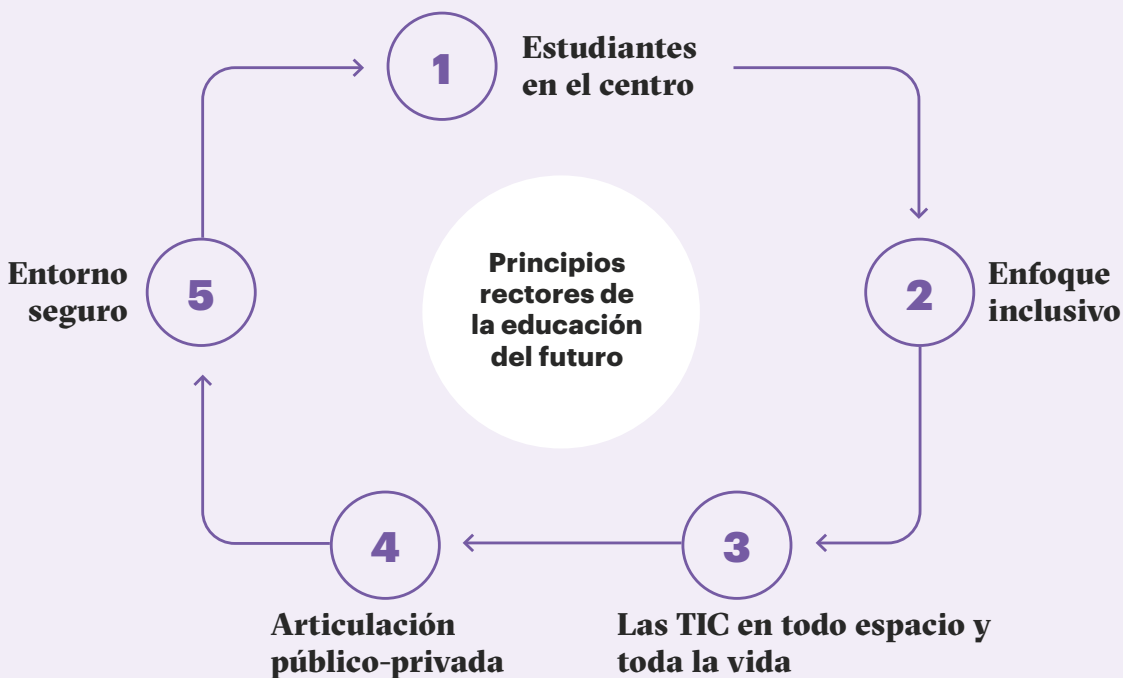 1
Estudiantes
en el centro
Principios
rectores de
la educación
del futuro
Entorno
seguro
5
2
Enfoque
inclusivo
4
3
Articulación
público-privada
Las TIC en todo espacio y
toda la vida